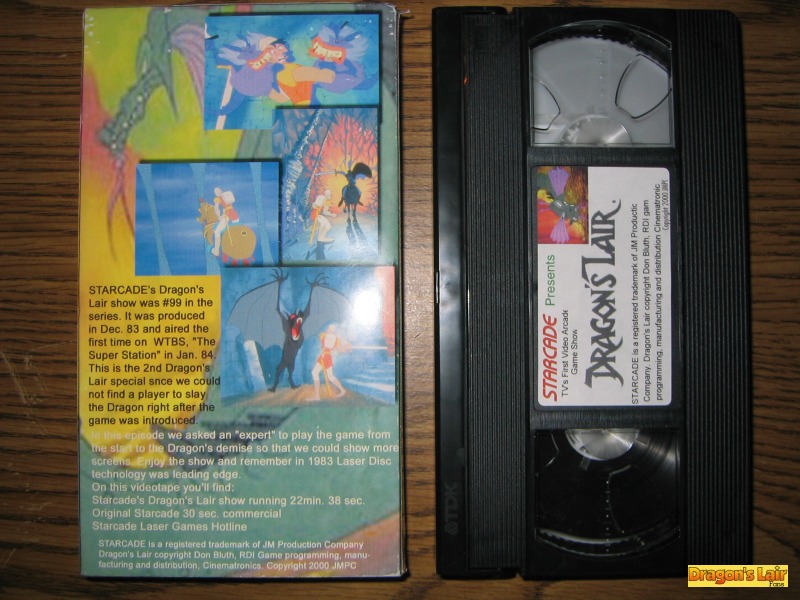 STARCADE's Dragon's
Lair show was #99 in the
series. It was produced
in Dec. 83 and aired the
first time on WTBS, "The
Super Station" in Jan. 84.
This is the 2nd Dragon's
Lair special snce we could
not find a player to slay
the Dragon right after the
game was introduced.
In this episode we asked an "expert" to play the game from
the start to the Dragon's demise so that we could show more
screens. Enjoy the show and remember in 1983 Laser Disc
technology was leading edge.
On this videotape you'll find:
Starcade's Dragon's Lair show running 22min. 38 sec.
Original Starcade 30 sec. commercial
Starcade Laser Games Hotline
STARCADE is a registered trademark of JM Production Company
Dragon's Lair copyright Don Bluth, RDI Game programming, manu-
facturing and distribution, Cinematronics. Copyright 2000 JMPC
STARCADE Presents
TV's First Video Arcade
Game Show
DRAGON'S LAIR.
STARCADE is a registered trademark of JM Productic
Company. Dragon's Lair copyright Don Bluth, RDI gam
programming, manufacturing and distribution Cinematronic
Copyright 2000 JMPC
TDK
Dragon's Lair
Fans